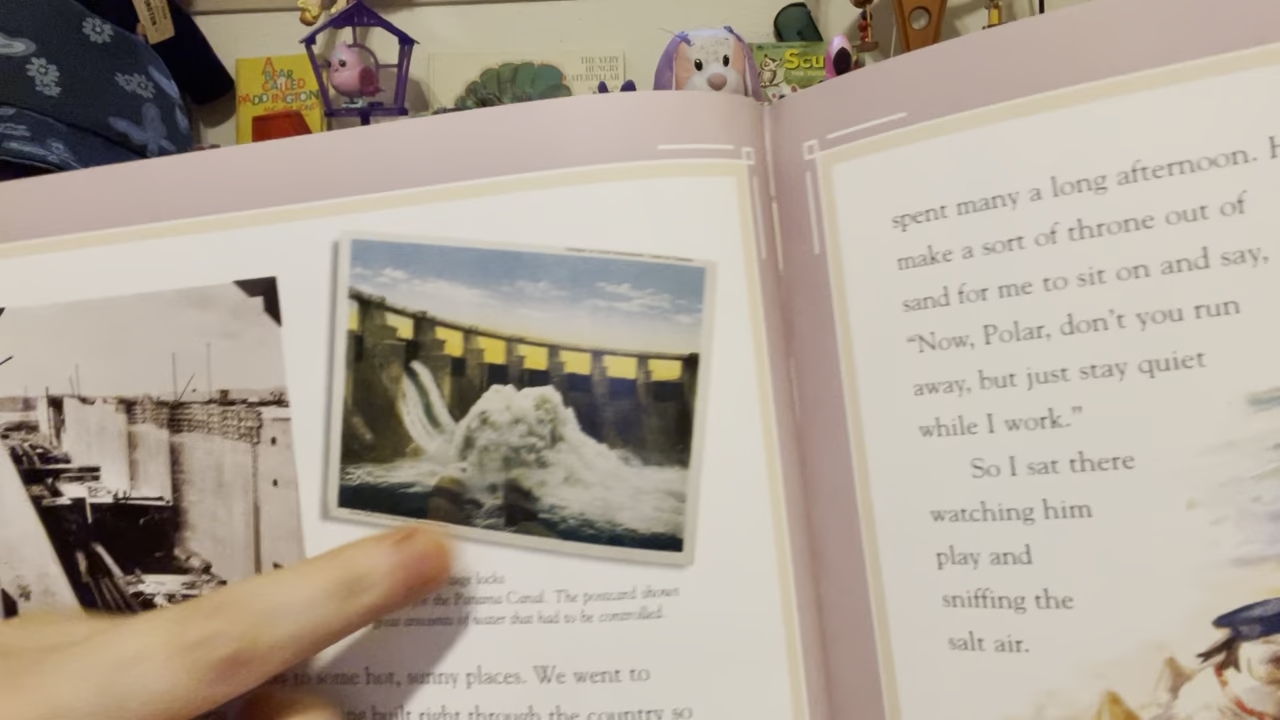 A
BEAR
CALLED
PADDINGTON
THE VERY
HUNGRY
CATERPILLAR
locks
the Panama Canal. The postcard shows
amounts of water that had to be controlled.
to some hot, sunny places. We went to
built right through the country so
spent many a long afternoon.
make a sort of throne out of
sand for me to sit on and say,
“Now, Polar, don’t you run
away, but just stay quiet
while I work.”
So I sat there
watching him
play and
sniffing the
salt air.